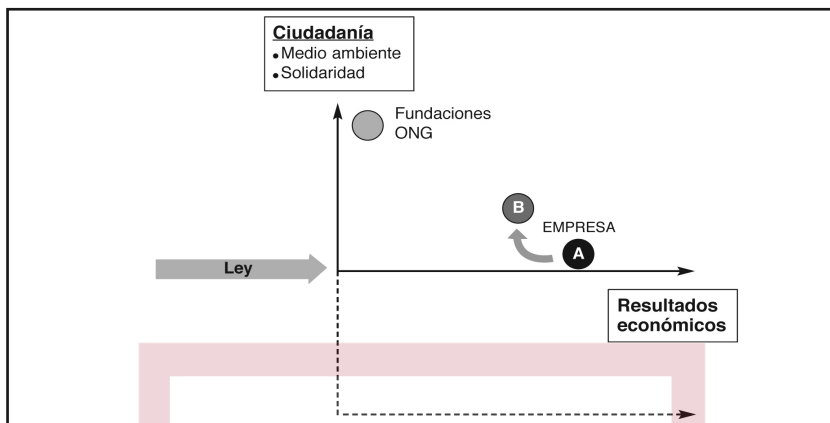 Ciudadanía
• Medio ambiente
• Solidaridad
Fundaciones
ONG
B
EMPRESA
A
Ley
Resultados
económicos